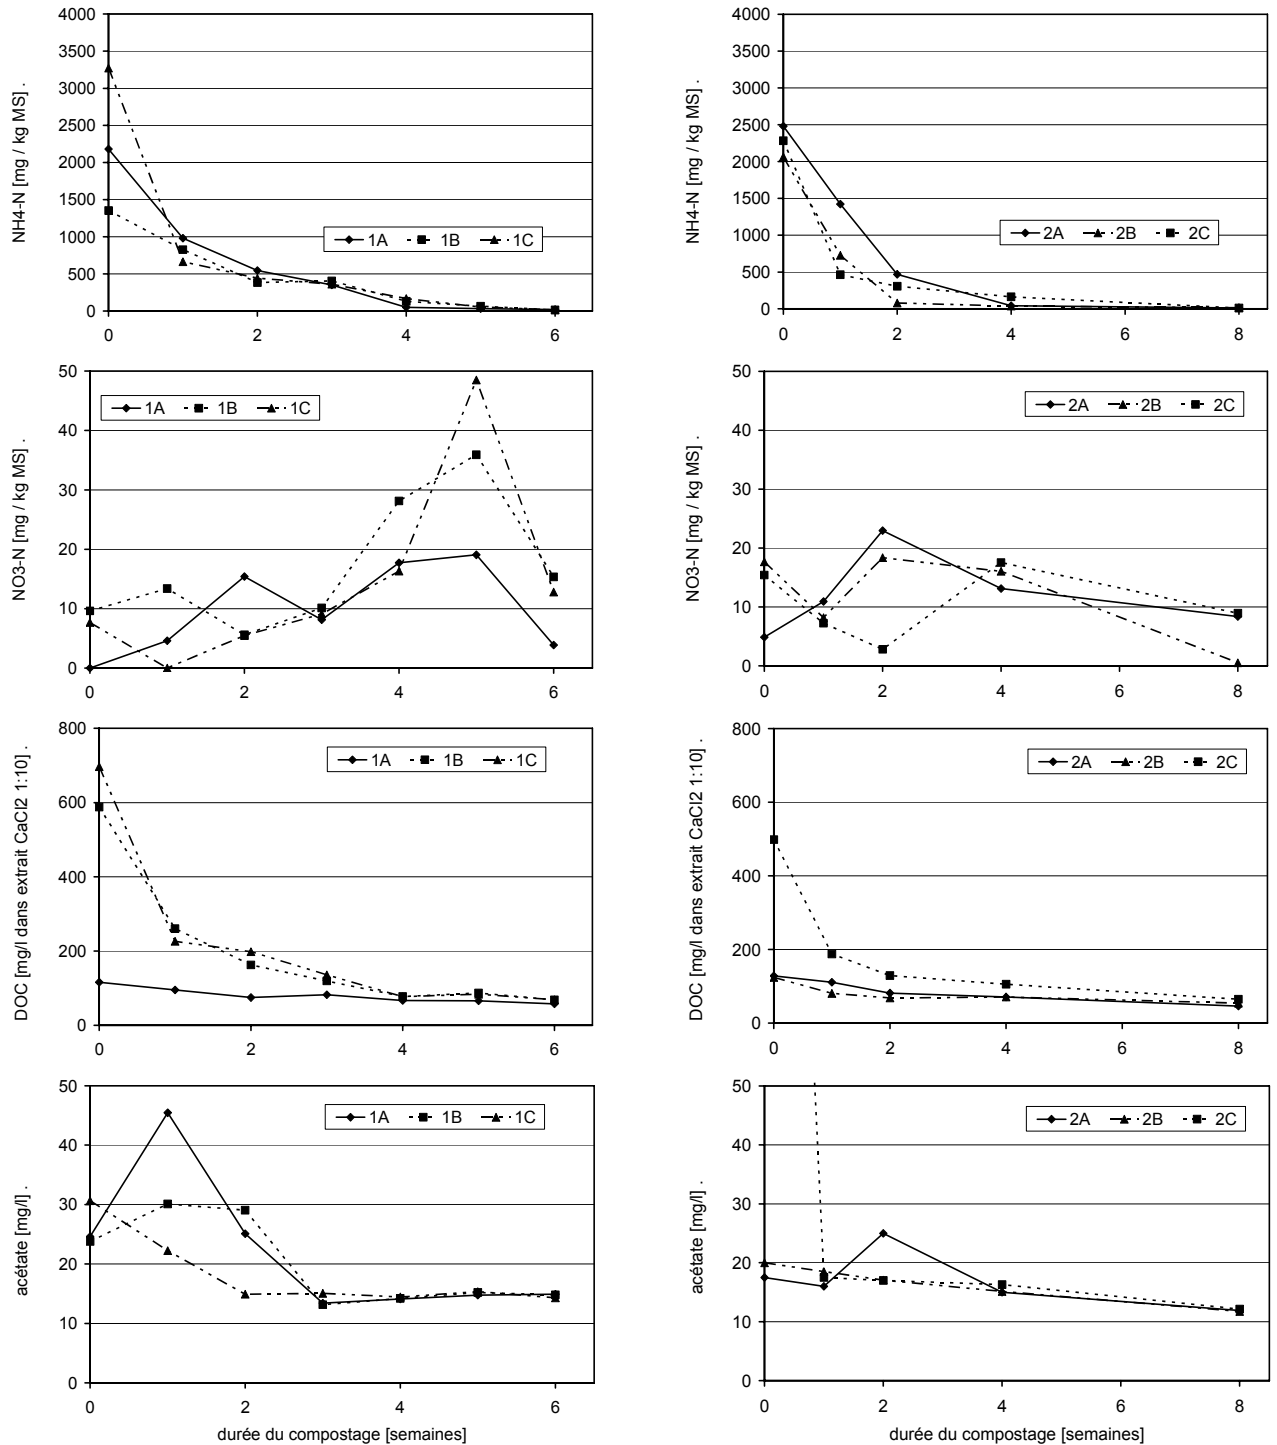 4000
3500
3000
2500
2000
1500
1000
500
0
NH4-N [mg / kg MS] .
1A 1B 1C
0 2 4 6
4000
3500
3000
2500
2000
1500
1000
500
0
NH4-N [mg / kg MS] .
2A 2B 2C
0 2 4 6 8
50
40
30
20
10
0
NO3-N [mg / kg MS] .
1A 1B 1C
0 2 4 6
50
40
30
20
10
0
NO3-N [mg / kg MS] .
2A 2B 2C
0 2 4 6 8
800
600
400
200
0
DOC [mg/l dans extrait CaCl2 1:10] .
1A 1B 1C
0 2 4 6
800
600
400
200
0
DOC [mg/l dans extrait CaCl2 1:10] .
2A 2B 2C
0 2 4 6 8
50
40
30
20
10
0
acétate [mg/l] .
1A 1B 1C
0 2 4 6
durée du compostage [semaines]
50
40
30
20
10
0
acétate [mg/l] .
2A 2B 2C
0 2 4 6 8
durée du compostage [semaines]